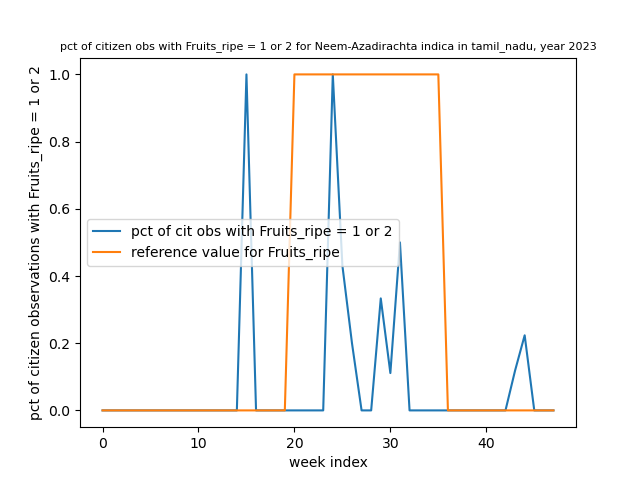 pct of citizen obs with Fruits_ripe = 1 or 2 for Neem-Azadirachta indica in tamil_nadu, year 2023
pct of citizen observations with Fruits_ripe = 1 or 2
1.0
0.8
0.6
0.4
0.2
0.0
pct of cit obs with Fruits_ripe = 1 or 2
reference value for Fruits_ripe
0 10 20 30 40
week index